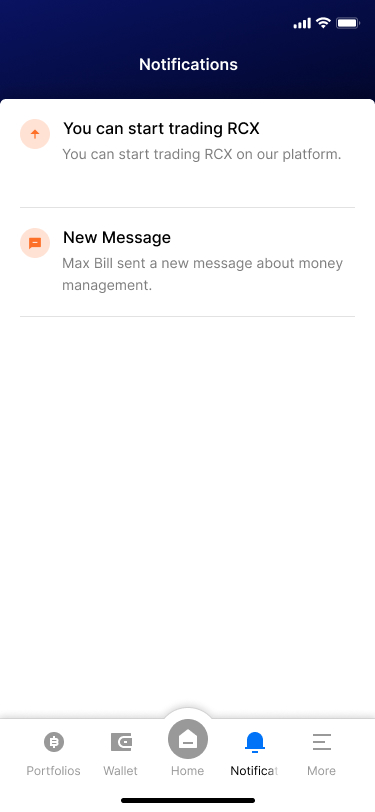 Notifications
You can start trading RCX
You can start trading RCX on our platform.
New Message
Max Bill sent a new message about money
management.
Portfolios
Wallet
Home
Notificat
More